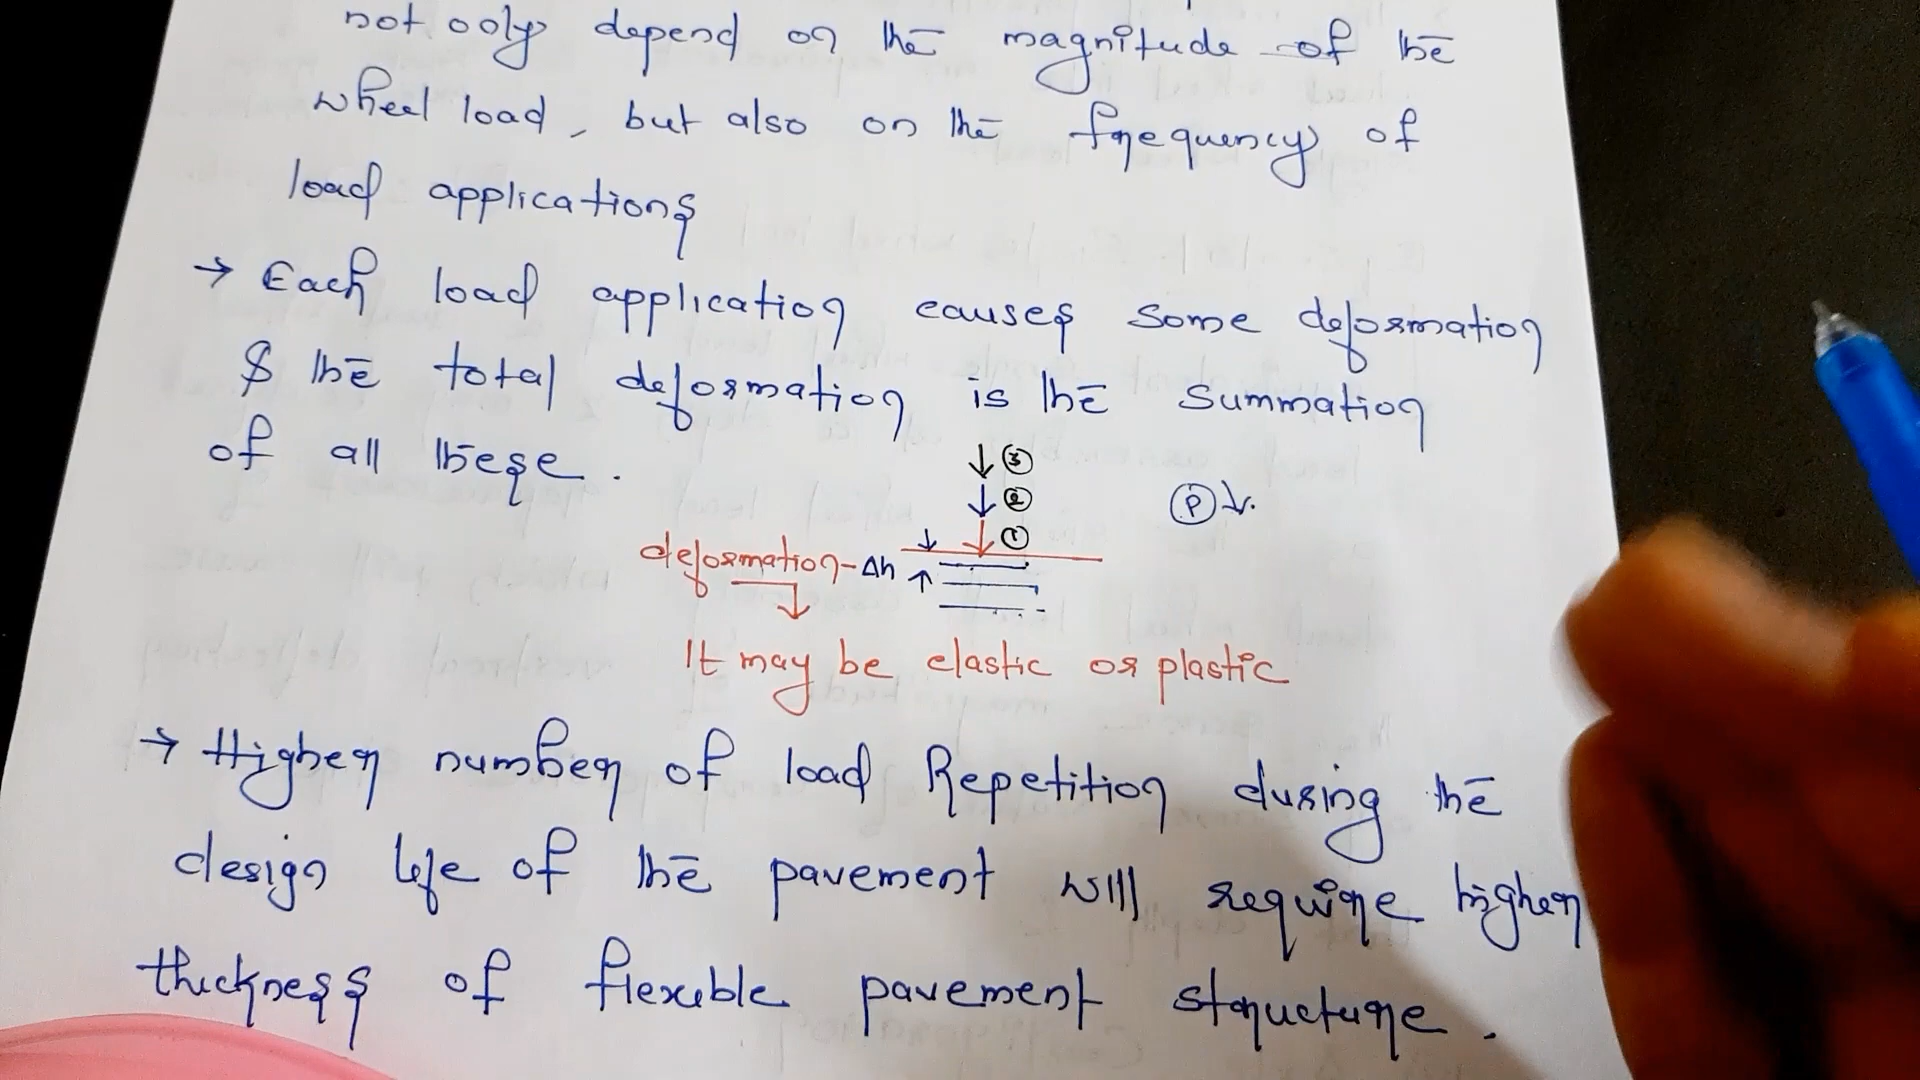 not only depend on the magnitude of the
wheel load, but also on the frequency of
load applications
→ Each load application causes some deformation
& the total deformation is the summation
of all these.
↓ ③
↓ ②
Ⓟ ↓.
↓ ①
deformation - Δh
It may be elastic or plastic
→ Higher number of load Repetition during the
design life of the pavement will require higher
thickness of flexible pavement structure.